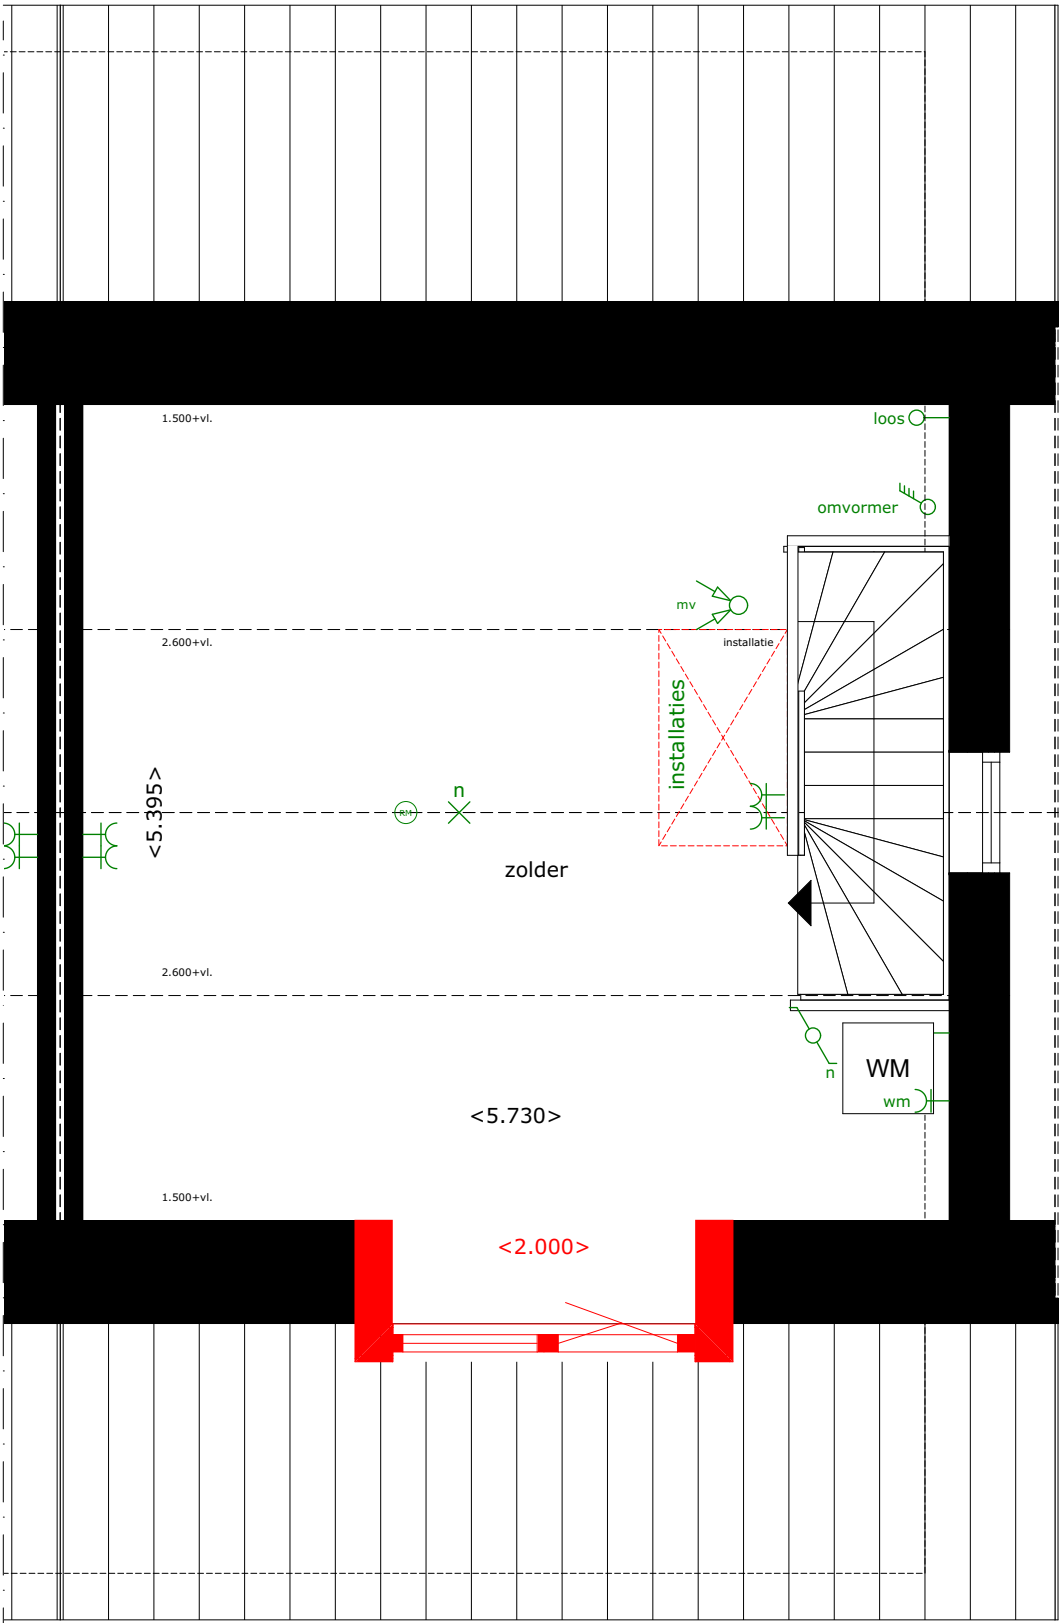 1.500+vl.
loos
omvormer
mv
2.600+vl.
installatie
installaties
n
RM
<5.395>
zolder
2.600+vl.
n
WM
wm
<5.730>
1.500+vl.
<2.000>